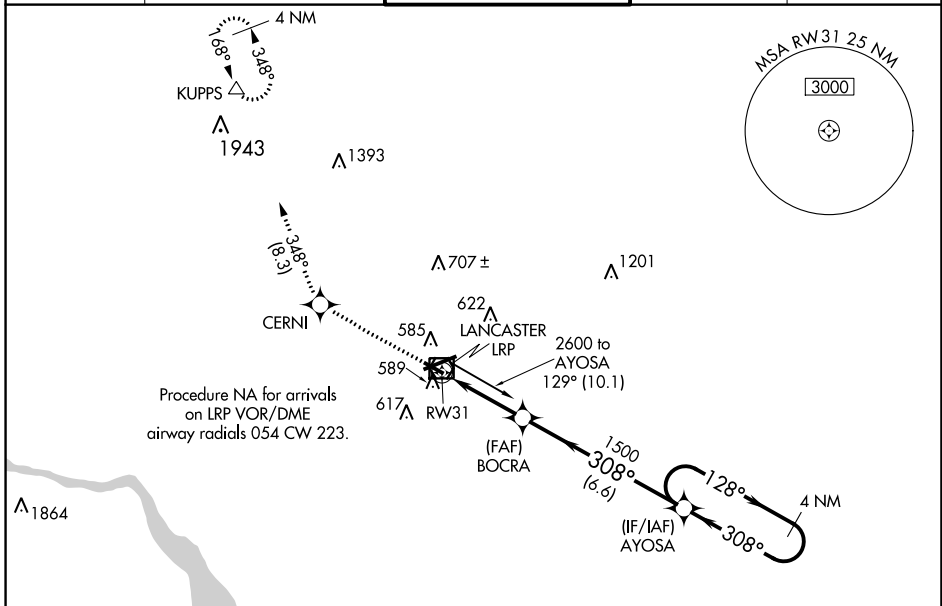 4 NM
168°
348°
KUPPS
1943
1393
MSA RW31 25 NM
3000
348°
(8.3)
707 ±
1201
CERNI
622
585
LANCASTER
LRP
589
2600 to
AYOSA
129° (10.1)
617
RW31
Procedure NA for arrivals
on LRP VOR/DME
airway radials 054 CW 223.
(FAF)
BOCRA
1500
308°
(6.6)
128°
4 NM
308°
(IF/IAF)
AYOSA
1864